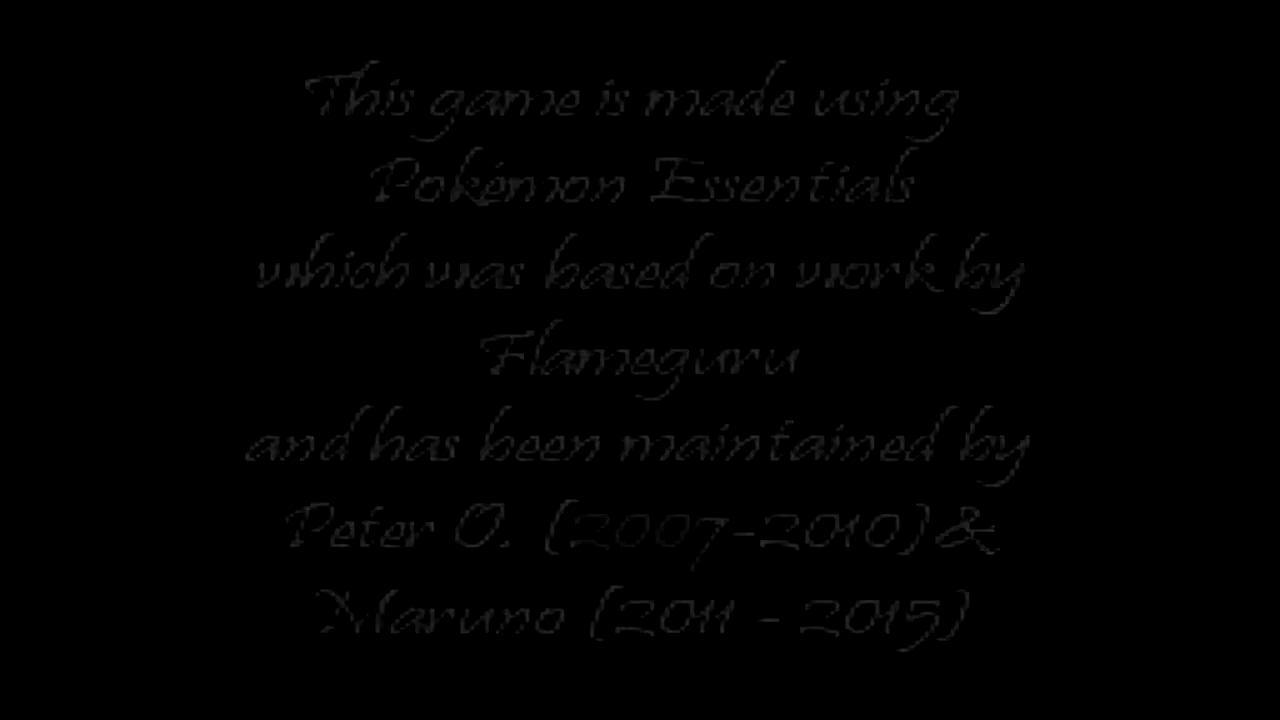 This game is made using
Pokémon Essentials
which was based on work by
Flameguru
and has been maintained by
Peter O. (2007-2010) &
Maruno (2011 - 2015)